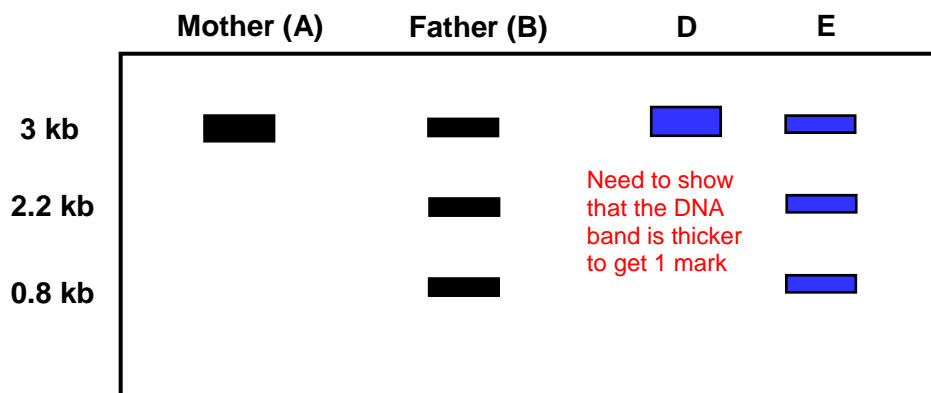 Mother (A) Father (B) D E
3 kb
Need to show
that the DNA
band is thicker
to get 1 mark
2.2 kb
0.8 kb